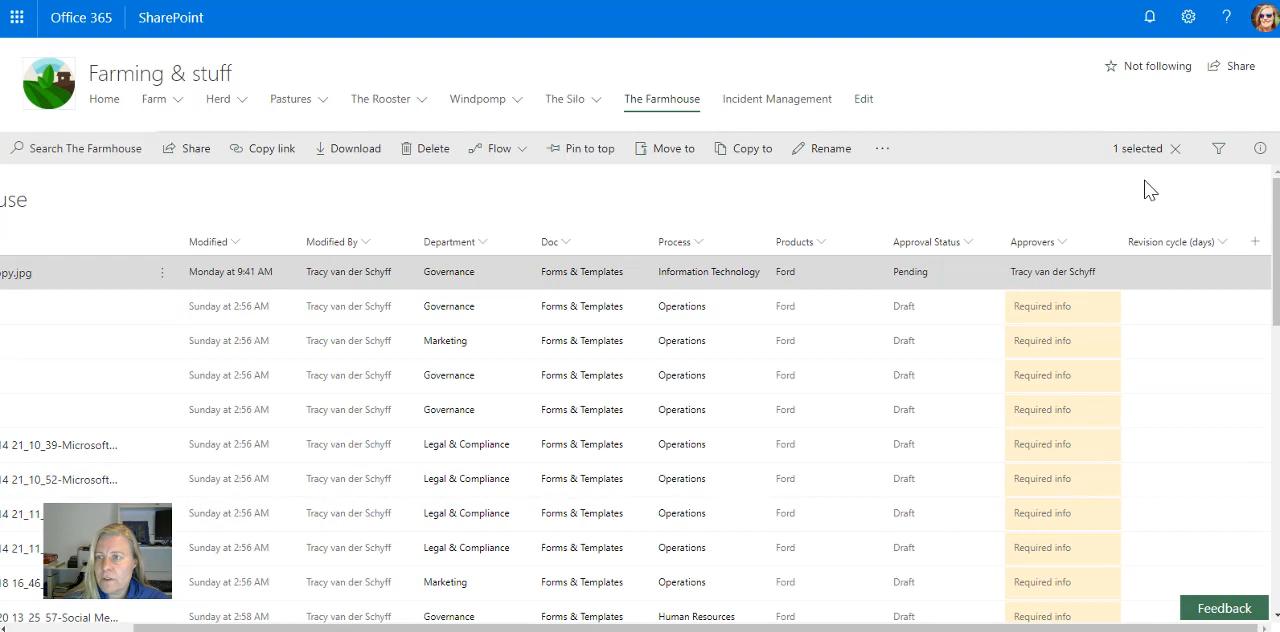 Office 365 SharePoint
Farming & stuff
Not following Share
Home Farm Herd Pastures The Rooster Windpomp The Silo The Farmhouse Incident Management Edit
Search The Farmhouse Share Copy link Download Delete Flow Pin to top Move to Copy to Rename ··· 1 selected
use
Modified Modified By Department Doc Process Products Approval Status Approvers Revision cycle (days)
opy.jpg Monday at 9:41 AM Tracy van der Schyff Governance Forms & Templates Information Technology Ford Pending Tracy van der Schyff
Sunday at 2:56 AM Tracy van der Schyff Governance Forms & Templates Operations Ford Draft Required info
Sunday at 2:56 AM Tracy van der Schyff Marketing Forms & Templates Operations Ford Draft Required info
Sunday at 2:56 AM Tracy van der Schyff Governance Forms & Templates Operations Ford Draft Required info
Sunday at 2:56 AM Tracy van der Schyff Governance Forms & Templates Operations Ford Draft Required info
14 21_10_39-Microsoft... Sunday at 2:56 AM Tracy van der Schyff Legal & Compliance Forms & Templates Operations Ford Draft Required info
14 21_10_52-Microsoft... Sunday at 2:56 AM Tracy van der Schyff Legal & Compliance Forms & Templates Operations Ford Draft Required info
14 21_11_ Sunday at 2:56 AM Tracy van der Schyff Legal & Compliance Forms & Templates Operations Ford Draft Required info
14 21_11_ Sunday at 2:56 AM Tracy van der Schyff Legal & Compliance Forms & Templates Operations Ford Draft Required info
18 16_46_ Sunday at 2:56 AM Tracy van der Schyff Marketing Forms & Templates Operations Ford Draft Required info
20 13_25_57-Social Me... Sunday at 2:58 AM Tracy van der Schyff Governance Forms & Templates Human Resources Ford Draft Required info
Feedback